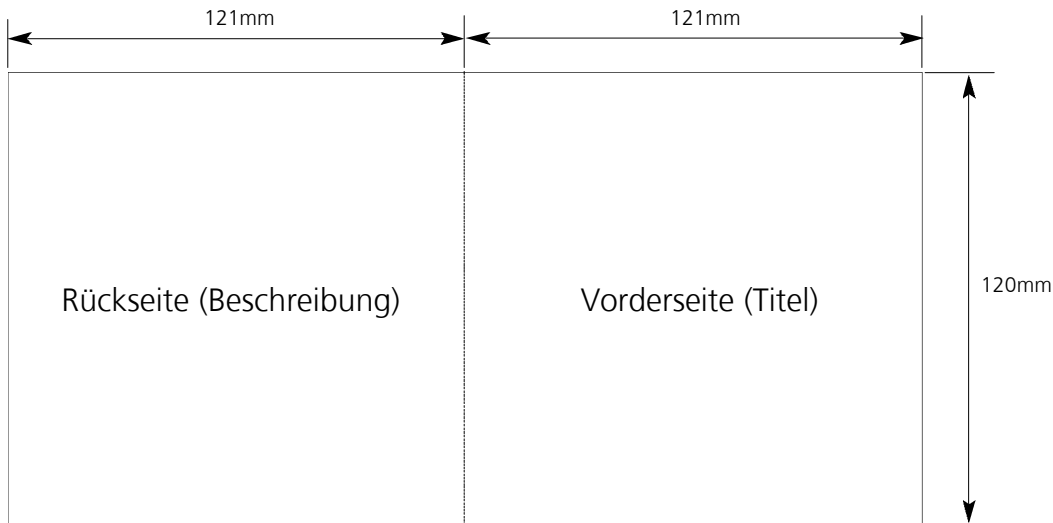 121mm
121mm
Rückseite (Beschreibung)
Vorderseite (Titel)
120mm